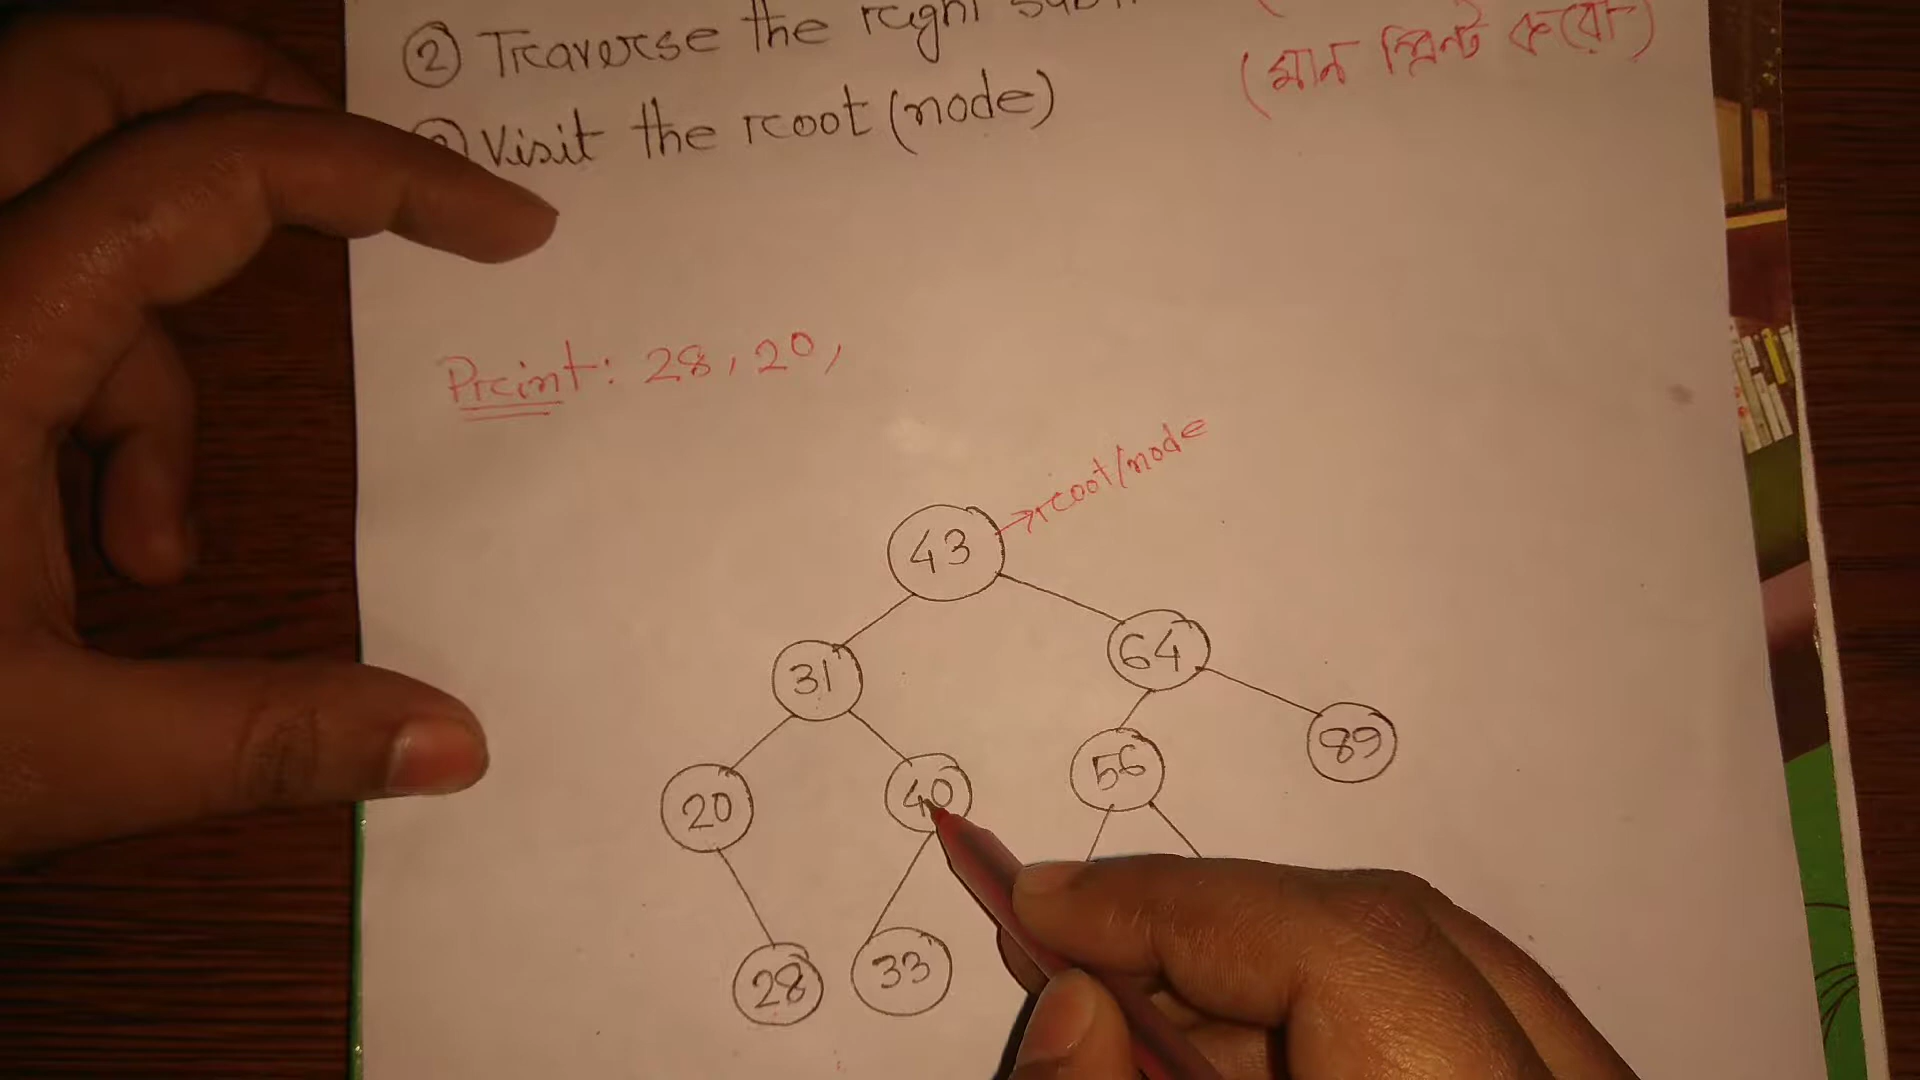 ② Traverse the right
Visit the root (node)
(মান প্রিন্ট করো)
Print: 28, 20,
root/node
43
31
64
20
40
56
89
28
33